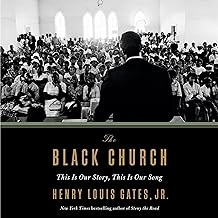 The
BLACK CHURCH
This Is Our Story, This Is Our Song
HENRY LOUIS GATES, JR.
New York Times bestselling author of Stony the Road